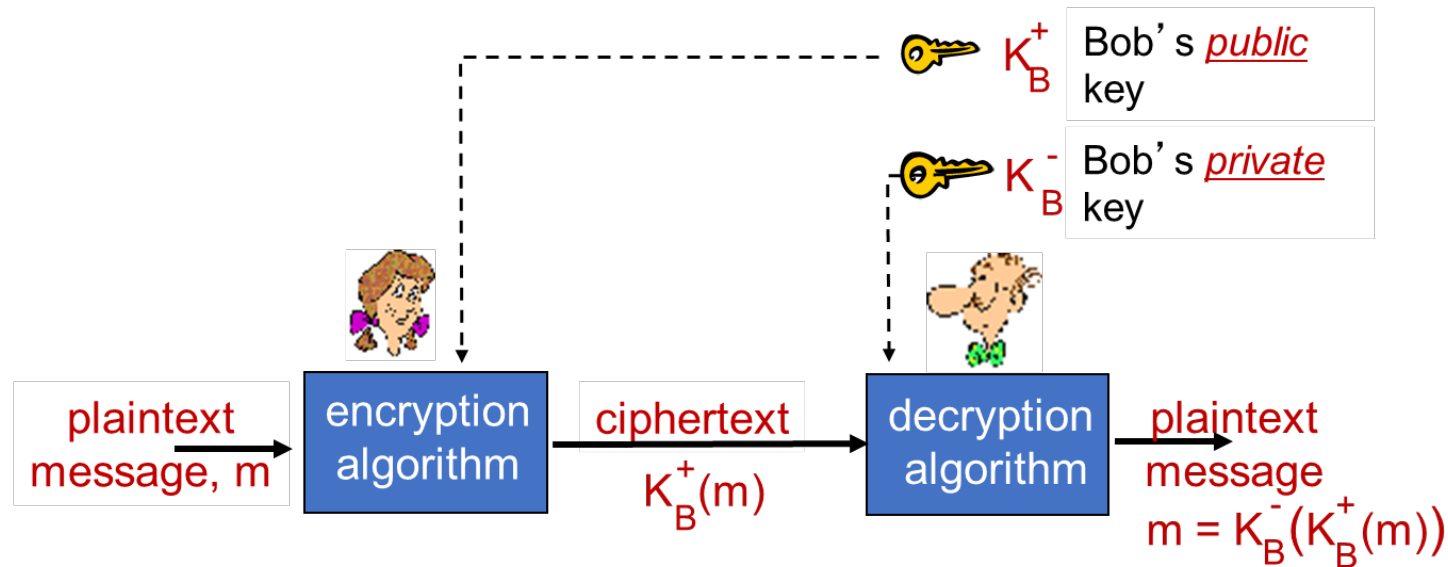 K_B^+ Bob's public
key
K_B^- Bob's private
key
plaintext
message, m
encryption
algorithm
ciphertext
K_B^+(m)
decryption
algorithm
plaintext
message
m = K_B^-(K_B^+(m))